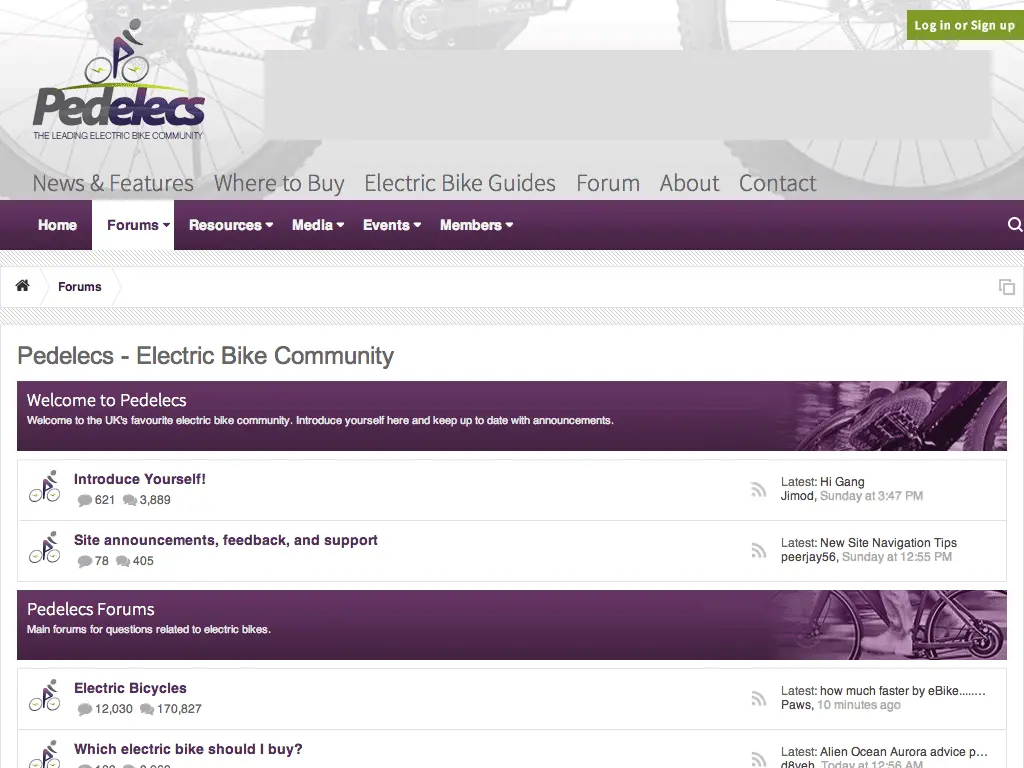 Log in or Sign up
Pedelecs
THE LEADING ELECTRIC BIKE COMMUNITY
News & Features Where to Buy Electric Bike Guides Forum About Contact
Home Forums Resources Media Events Members
Forums
Pedelecs - Electric Bike Community
Welcome to Pedelecs
Welcome to the UK's favourite electric bike community. Introduce yourself here and keep up to date with announcements.
Introduce Yourself!
621 3,889
Latest: Hi Gang
Jimod, Sunday at 3:47 PM
Site announcements, feedback, and support
78 405
Latest: New Site Navigation Tips
peerjay56, Sunday at 12:55 PM
Pedelecs Forums
Main forums for questions related to electric bikes.
Electric Bicycles
12,030 170,827
Latest: how much faster by eBike.......
Paws, 10 minutes ago
Which electric bike should I buy?
Latest: Alien Ocean Aurora advice p...
d8veh, Today at 12:56 AM